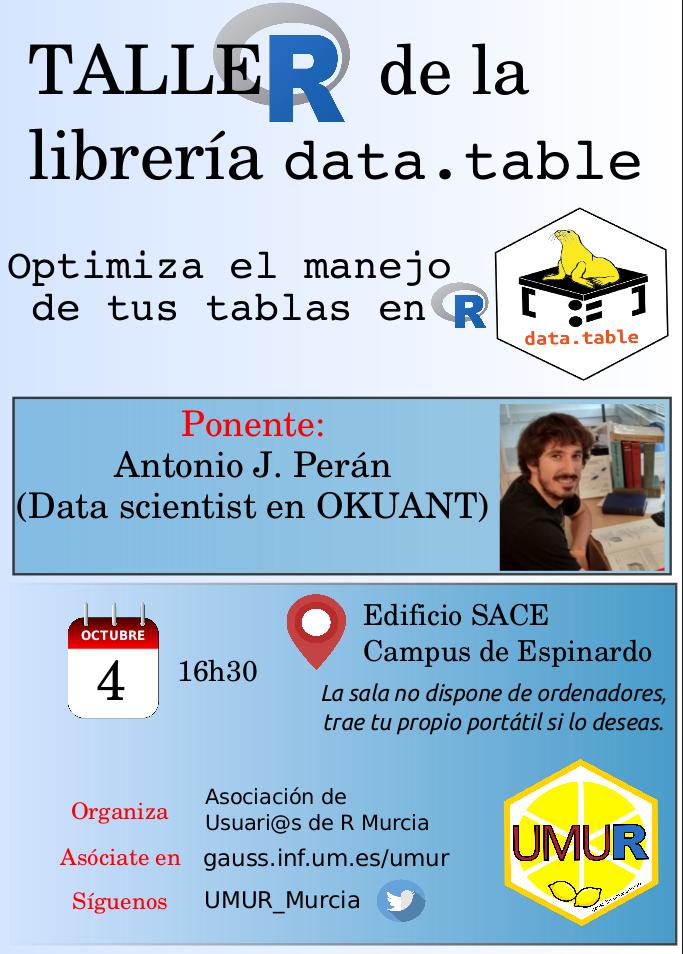 TALLER de la
librería data.table
Optimiza el manejo
de tus tablas en R
data.table
Ponente:
Antonio J. Perán
(Data scientist en OKUANT)
OCTUBRE
4
16h30
Edificio SACE
Campus de Espinardo
La sala no dispone de ordenadores,
trae tu propio portátil si lo deseas.
Organiza
Asociación de
Usuari@s de R Murcia
Asóciate en
gauss.inf.um.es/umur
Síguenos
UMUR_Murcia
UMUR